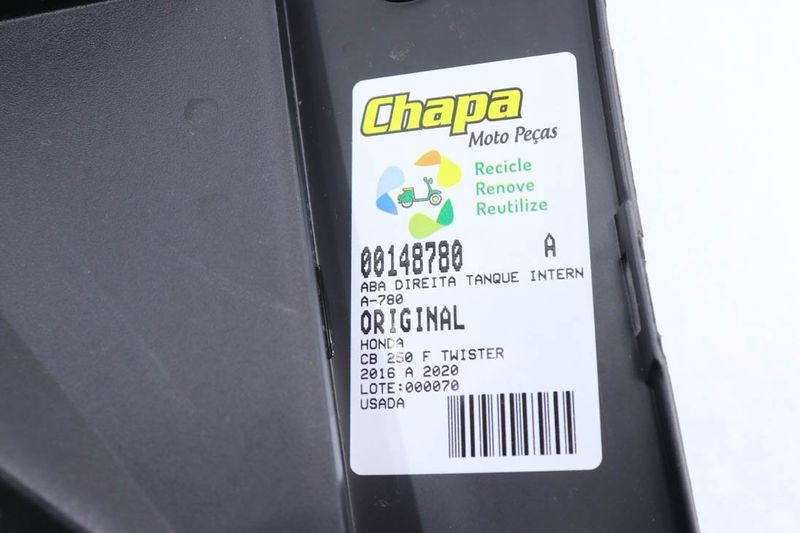 Chapa
Moto Peças
Recicle
Renove
Reutilize
00148780 A
ABA DIREITA TANQUE INTERN
A-780
ORIGINAL
HONDA
CB 250 F TWISTER
2016 A 2020
LOTE:000070
USADA